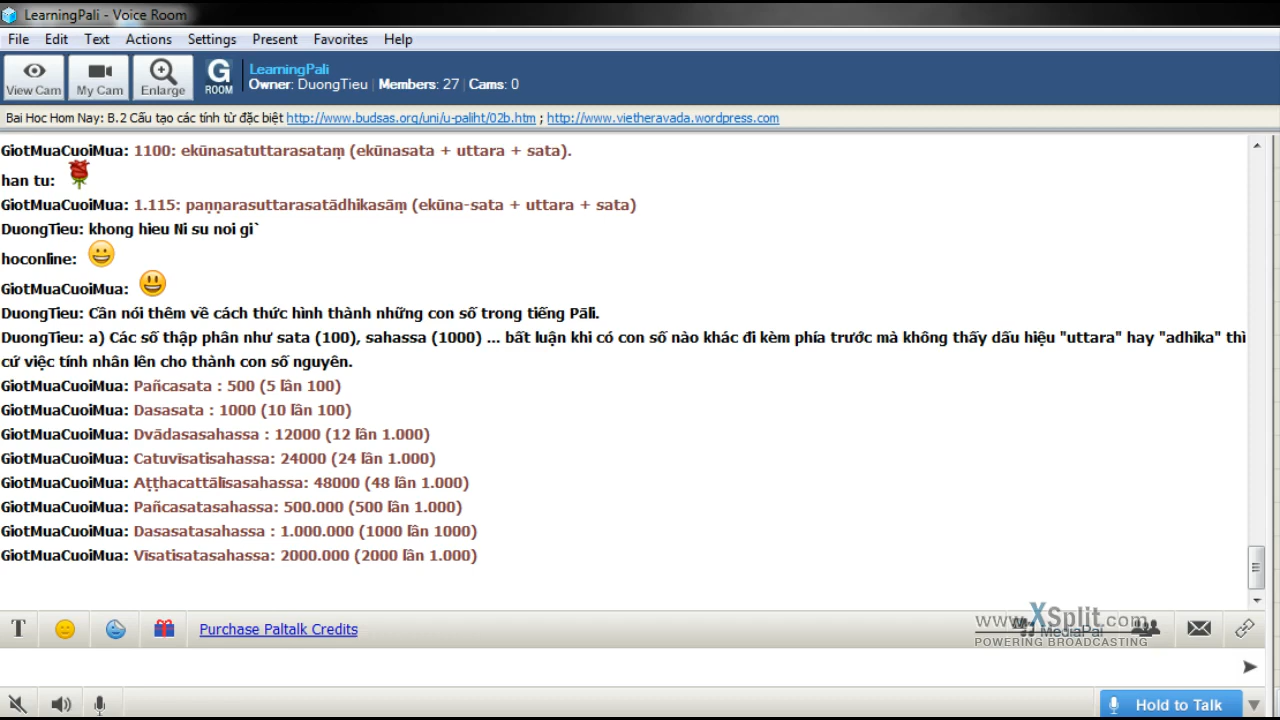 LearningPali - Voice Room
File Edit Text Actions Settings Present Favorites Help
View Cam My Cam Enlarge G ROOM LearningPali
Owner: DuongTieu | Members: 27 | Cams: 0
Bai Hoc Hom Nay: B.2 Cấu tạo các tính từ đặc biệt http://www.budsas.org/uni/u-paliht/02b.htm ; http://www.vietheravada.wordpress.com
GiotMuaCuoiMua: 1100: ekūnasatuttarasataṃ (ekūnasata + uttara + sata).
han tu:
GiotMuaCuoiMua: 1.115: paṇṇarasuttarasatādhikasāṃ (ekūna-sata + uttara + sata)
DuongTieu: khong hieu Ni su noi gi`
hoconline:
GiotMuaCuoiMua:
DuongTieu: Cần nói thêm về cách thức hình thành những con số trong tiếng Pāli.
DuongTieu: a) Các số thập phân như sata (100), sahassa (1000) ... bất luận khi có con số nào khác đi kèm phía trước mà không thấy dấu hiệu "uttara" hay "adhika" thì
cứ việc tính nhân lên cho thành con số nguyên.
GiotMuaCuoiMua: Pañcasata : 500 (5 lần 100)
GiotMuaCuoiMua: Dasasata : 1000 (10 lần 100)
GiotMuaCuoiMua: Dvādasasahassa : 12000 (12 lần 1.000)
GiotMuaCuoiMua: Catuvīsatisahassa: 24000 (24 lần 1.000)
GiotMuaCuoiMua: Aṭṭhacattālīsasahassa: 48000 (48 lần 1.000)
GiotMuaCuoiMua: Pañcasatasahassa: 500.000 (500 lần 1.000)
GiotMuaCuoiMua: Dasasatasahassa : 1.000.000 (1000 lần 1000)
GiotMuaCuoiMua: Vīsatisatasahassa: 2000.000 (2000 lần 1.000)
T Purchase Paltalk Credits
www.XSplit.com
MediaPal
POWERING BROADCASTING
Hold to Talk